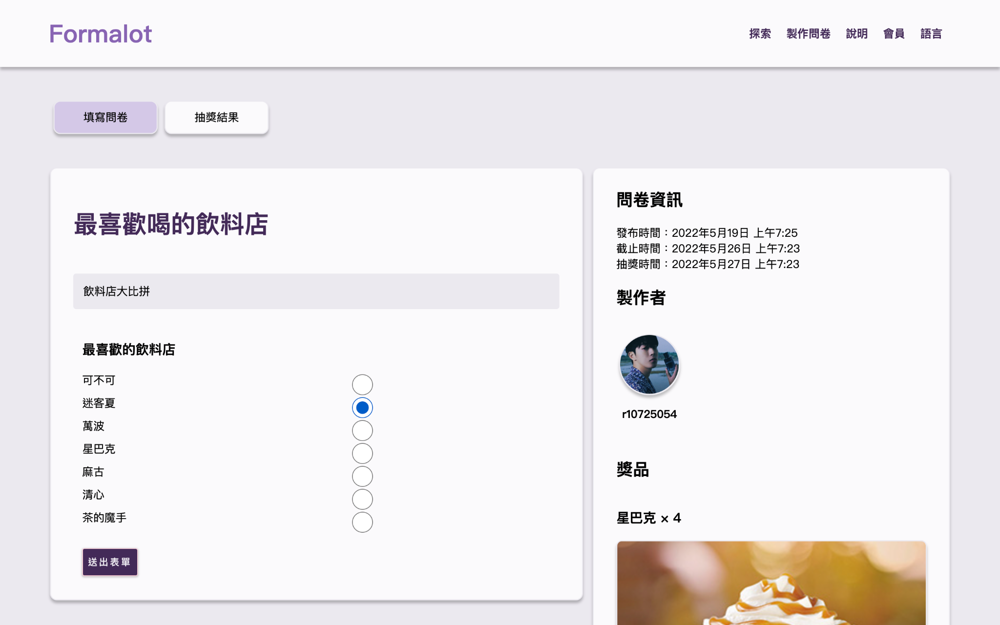 Formalot
探索 製作問卷 說明 會員 語言
填寫問卷 抽獎結果
最喜歡喝的飲料店
飲料店大比拼
最喜歡的飲料店
可不可
迷客夏
萬波
星巴克
麻古
清心
茶的魔手
送出表單
問卷資訊
發布時間：2022年5月19日 上午7:25
截止時間：2022年5月26日 上午7:23
抽獎時間：2022年5月27日 上午7:23
製作者
r10725054
獎品
星巴克 × 4